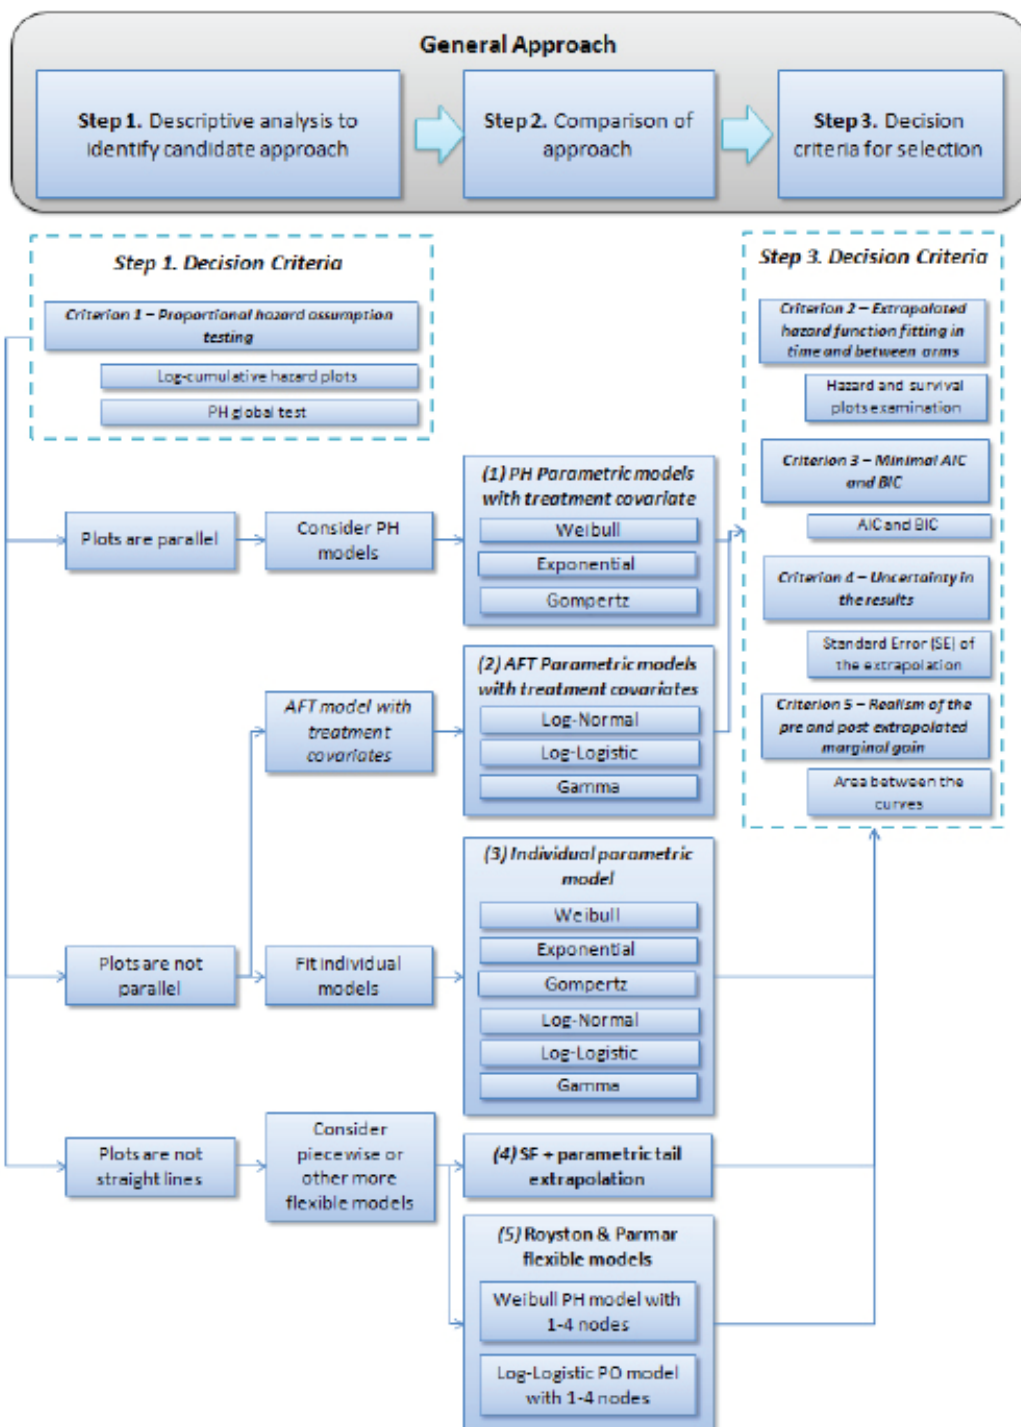 General Approach
Step 1. Descriptive analysis to
identify candidate approach
Step 2. Comparison of
approach
Step 3. Decision
criteria for selection
Step 1. Decision Criteria
Criterion 1 – Proportional hazard assumption
testing
Log-cumulative hazard plots
PH global test
Step 3. Decision Criteria
Criterion 2 – Extrapolated
hazard function fitting in
time and between arms
Hazard and survival
plots examination
Criterion 3 – Minimal AIC
and BIC
AIC and BIC
Criterion 4 – Uncertainty in
the results
Standard Error (SE) of
the extrapolation
Criterion 5 – Realism of the
pre and post extrapolated
marginal gain
Area between the
curves
Plots are parallel
Consider PH
models
(1) PH Parametric models
with treatment covariate
Weibull
Exponential
Gompertz
AFT model with
treatment
covariates
(2) AFT Parametric models
with treatment covariates
Log-Normal
Log-Logistic
Gamma
Plots are not
parallel
Fit individual
models
(3) Individual parametric
model
Weibull
Exponential
Gompertz
Log-Normal
Log-Logistic
Gamma
Plots are not
straight lines
Consider
piecewise or
other more
flexible models
(4) SF + parametric tail
extrapolation
(5) Royston & Parmar
flexible models
Weibull PH model with
1-4 nodes
Log-Logistic PO model
with 1-4 nodes